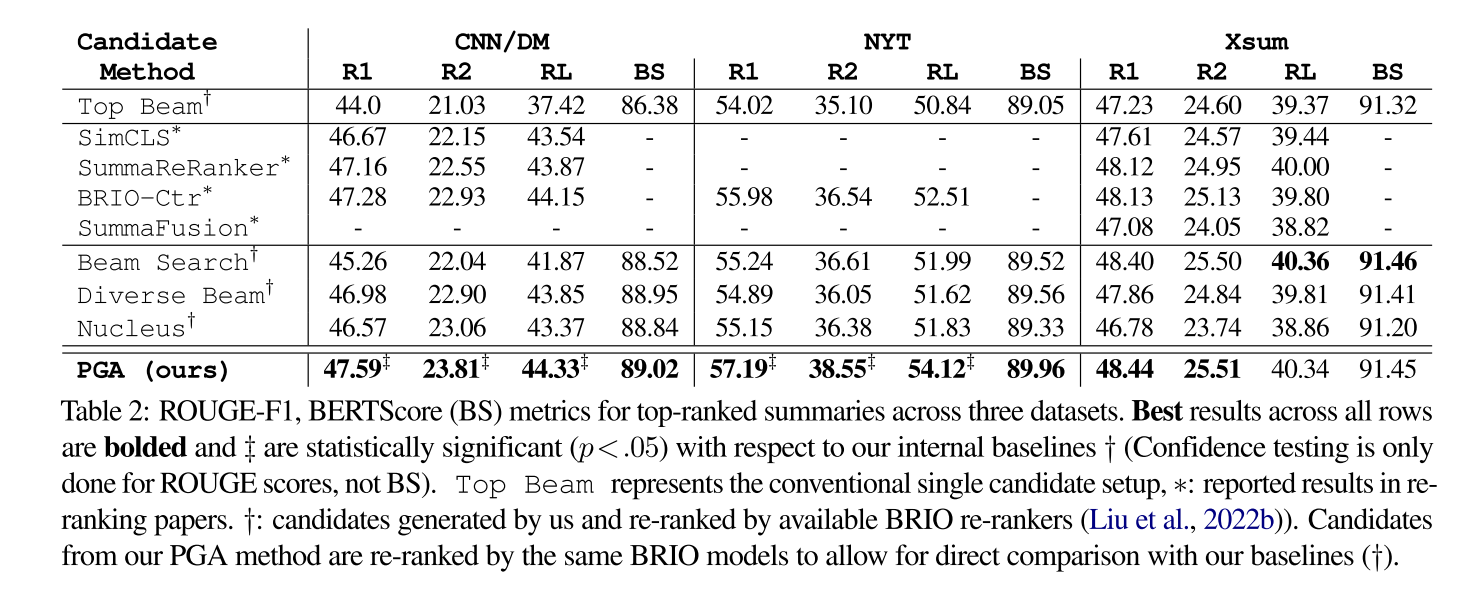 Candidate CNN/DM NYT Xsum
Method R1 R2 RL BS R1 R2 RL BS R1 R2 RL BS
Top Beam† 44.0 21.03 37.42 86.38 54.02 35.10 50.84 89.05 47.23 24.60 39.37 91.32
SimCLS* 46.67 22.15 43.54 - - - - - 47.61 24.57 39.44 -
SummaReRanker* 47.16 22.55 43.87 - - - - - 48.12 24.95 40.00 -
BRIO-Ctr* 47.28 22.93 44.15 - 55.98 36.54 52.51 - 48.13 25.13 39.80 -
SummaFusion* - - - - - - - - 47.08 24.05 38.82 -
Beam Search† 45.26 22.04 41.87 88.52 55.24 36.61 51.99 89.52 48.40 25.50 40.36 91.46
Diverse Beam† 46.98 22.90 43.85 88.95 54.89 36.05 51.62 89.56 47.86 24.84 39.81 91.41
Nucleus† 46.57 23.06 43.37 88.84 55.15 36.38 51.83 89.33 46.78 23.74 38.86 91.20
PGA (ours) 47.59‡ 23.81‡ 44.33‡ 89.02 57.19‡ 38.55‡ 54.12‡ 89.96 48.44 25.51 40.34 91.45
Table 2: ROUGE-F1, BERTScore (BS) metrics for top-ranked summaries across three datasets. Best results across all rows
are bolded and ‡ are statistically significant (p<.05) with respect to our internal baselines † (Confidence testing is only
done for ROUGE scores, not BS). Top Beam represents the conventional single candidate setup, ∗: reported results in re-
ranking papers. †: candidates generated by us and re-ranked by available BRIO re-rankers (Liu et al., 2022b)). Candidates
from our PGA method are re-ranked by the same BRIO models to allow for direct comparison with our baselines (†).